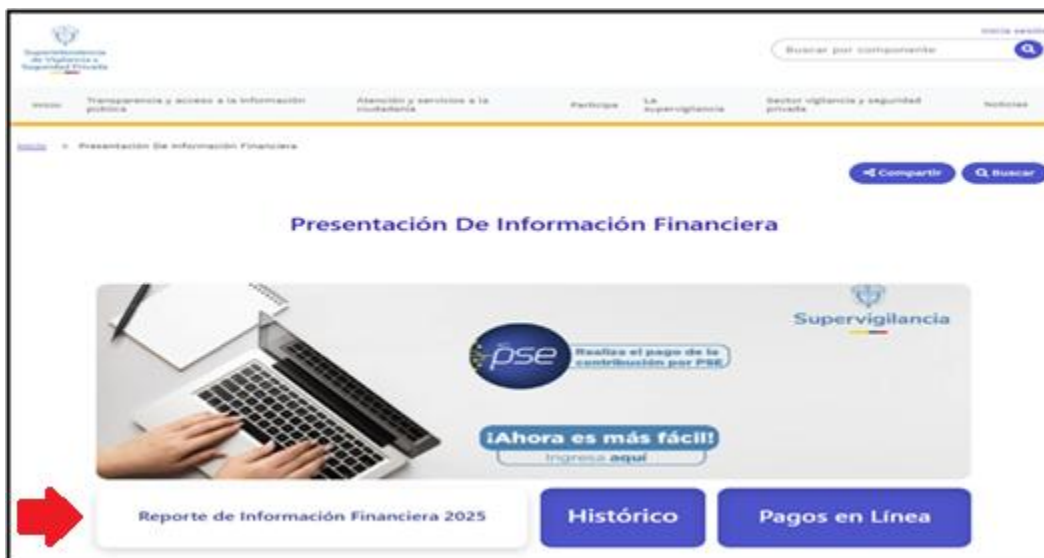 Superintendencia
de Vigilancia y
Seguridad Privada
Inicia sesión
Buscar por componente
Inicio
Transparencia y acceso a la información
pública
Atención y servicios a la
ciudadanía
Participa
La
supervigilancia
Sector vigilancia y seguridad
privada
Noticias
Inicio > Presentación De Información Financiera
Compartir
Buscar
Presentación De Información Financiera
Supervigilancia
pse
Realiza el pago de la
contribución por PSE
¡Ahora es más fácil!
Ingresa aquí
Reporte de Información Financiera 2025
Histórico
Pagos en Línea